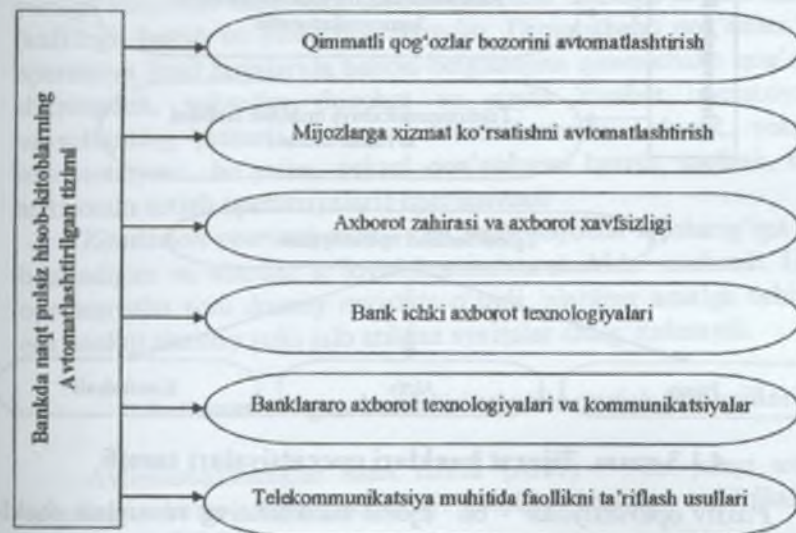 Bankda naqt pulsiz hisob-kitoblarning
Avtomatlashtirilgan tizimi
Qimmatli qog‘ozlar bozorini avtomatlashtirish
Mijozlarga xizmat ko‘rsatishni avtomatlashtirish
Axborot zahirasi va axborot xavfsizligi
Bank ichki axborot texnologiyalari
Banklararo axborot texnologiyalari va kommunikatsiyalar
Telekommunikatsiya muhitida faollikni ta’riflash usullari